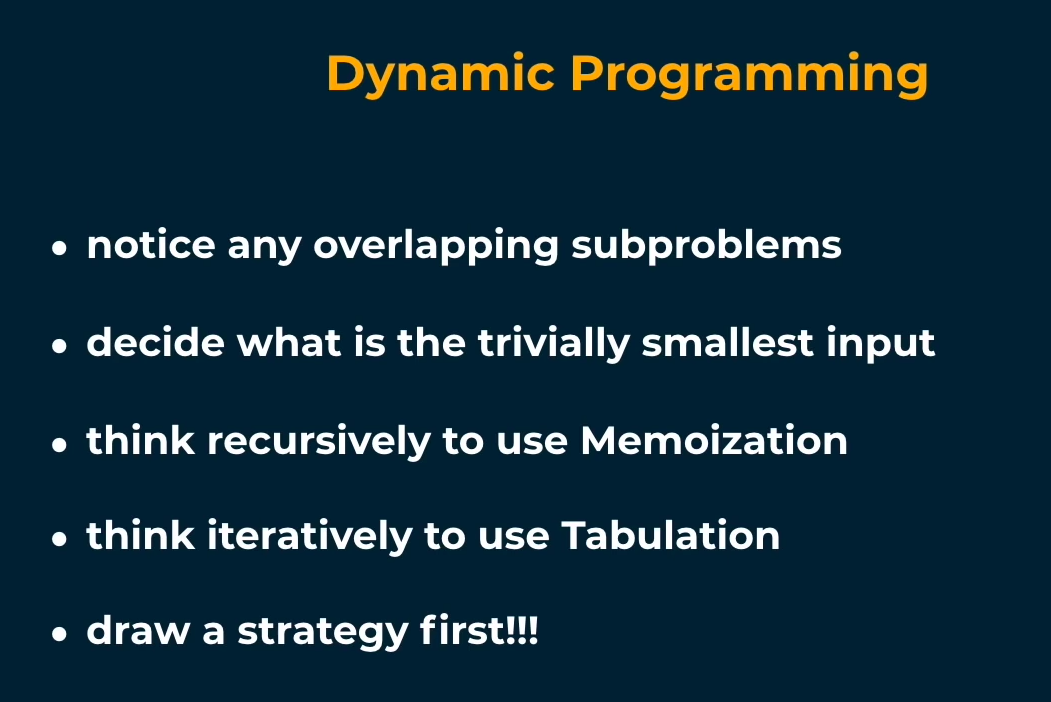 Dynamic Programming
• notice any overlapping subproblems
• decide what is the trivially smallest input
• think recursively to use Memoization
• think iteratively to use Tabulation
• draw a strategy first!!!